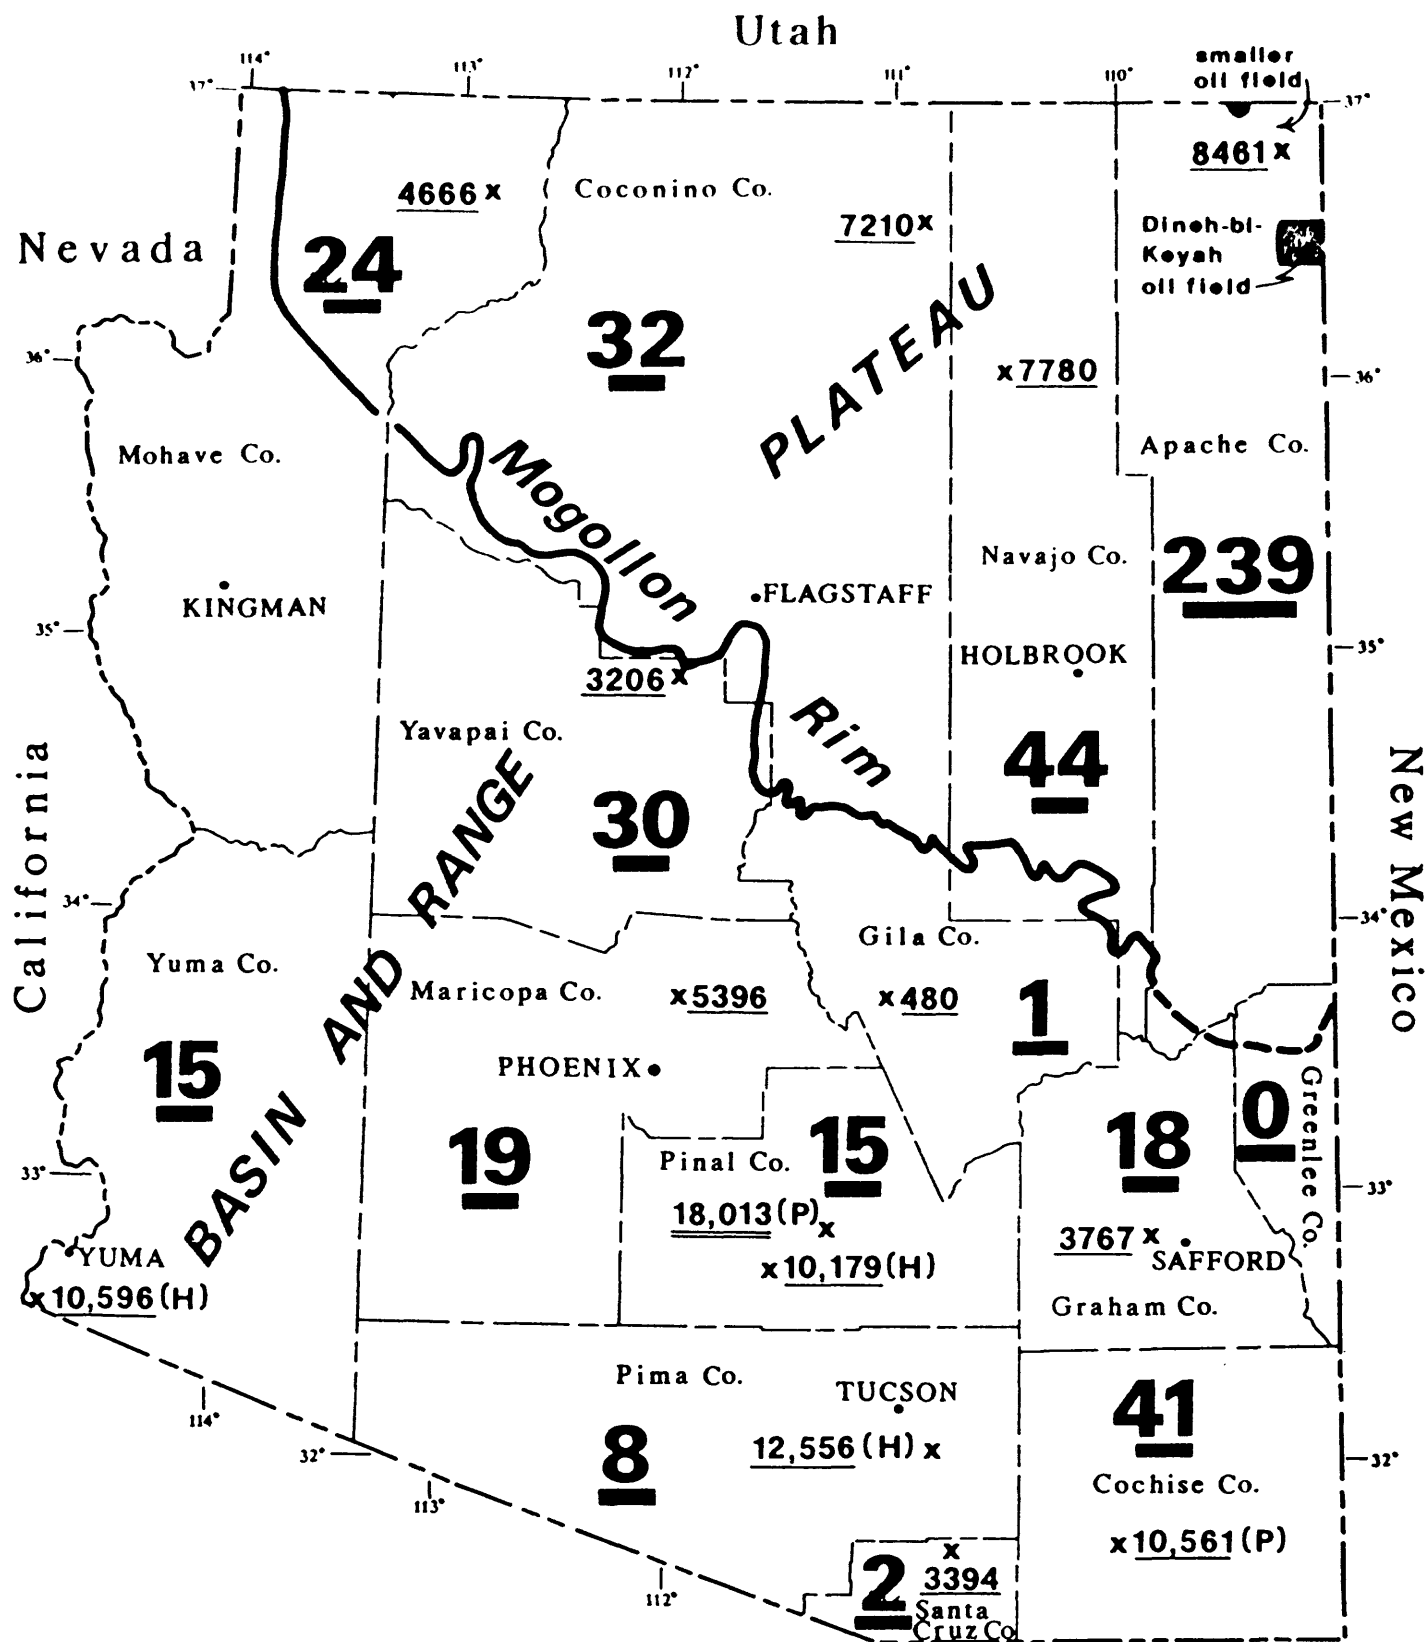 Utah
114°
113°
112°
111°
110°
smaller
oil field
37°
37°
8461 x
4666 x
Coconino Co.
7210 x
Dineh-bi-
Keyah
oil field
Nevada
24
32
PLATEAU
36°
x 7780
36°
Mohave Co.
Mogollon
Apache Co.
Navajo Co.
239
KINGMAN
FLAGSTAFF
35°
HOLBROOK
35°
3206 x
Rim
Yavapai Co.
44
California
New Mexico
30
BASIN AND RANGE
34°
34°
Gila Co.
Yuma Co.
Maricopa Co.
x 5396
x 480
1
15
PHOENIX
0
Greenlee Co.
19
15
18
33°
Pinal Co.
33°
18,013 (P) x
3767 x
YUMA
x 10,179 (H)
SAFFORD
x 10,596 (H)
Graham Co.
Pima Co.
TUCSON
41
114°
32°
8
12,556 (H) x
32°
Cochise Co.
113°
x 10,561 (P)
x
2
3394
112°
Santa
Cruz Co